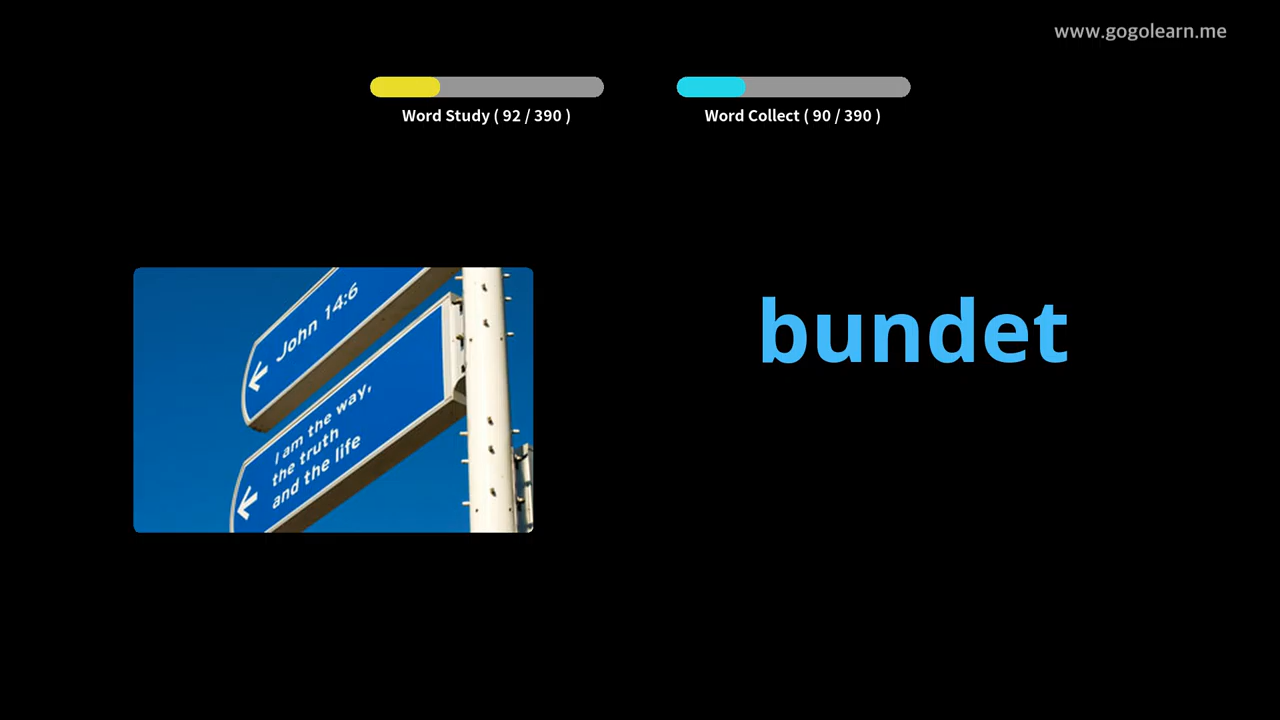 www.gogolearn.me
Word Study ( 92 / 390 )
Word Collect ( 90 / 390 )
John 14:6
I am the way,
the truth
and the life
bundet